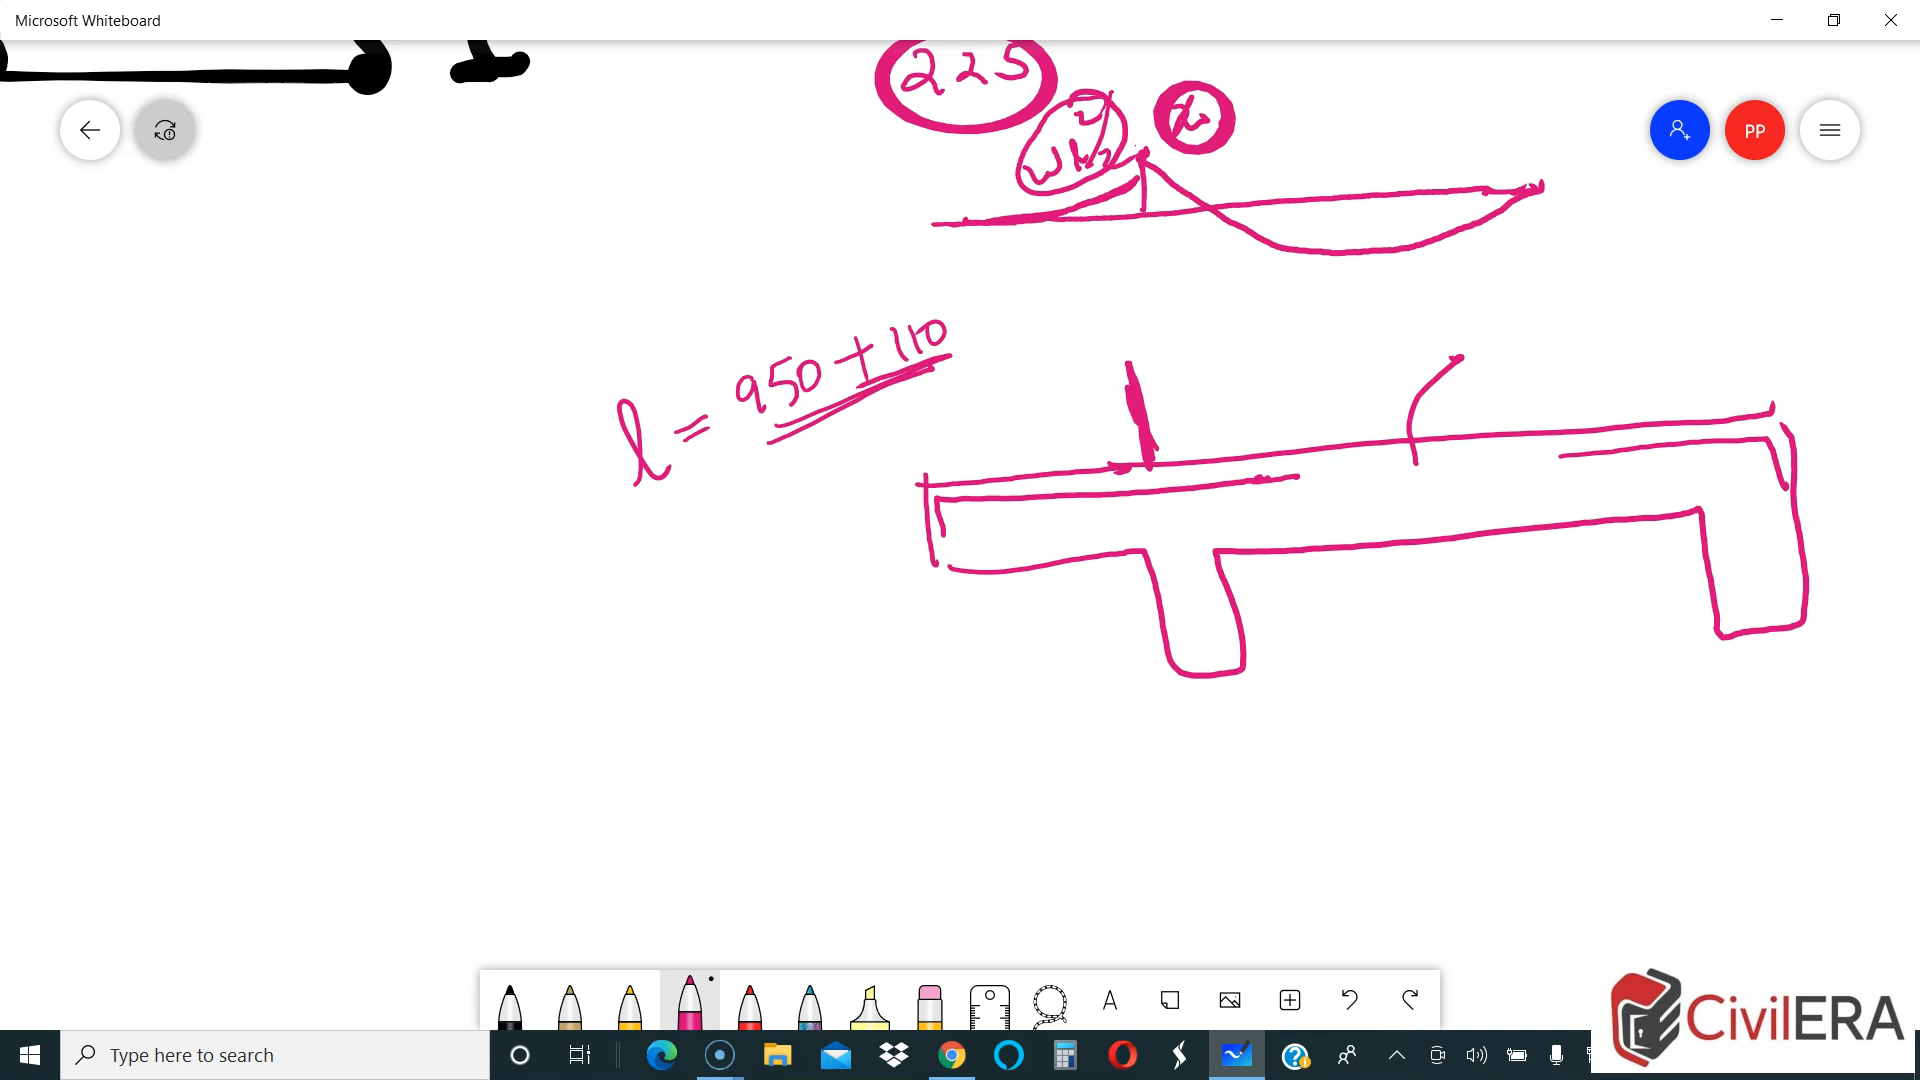 Microsoft Whiteboard
225
PP
l = 950 + 110
A
Type here to search
CivilERA